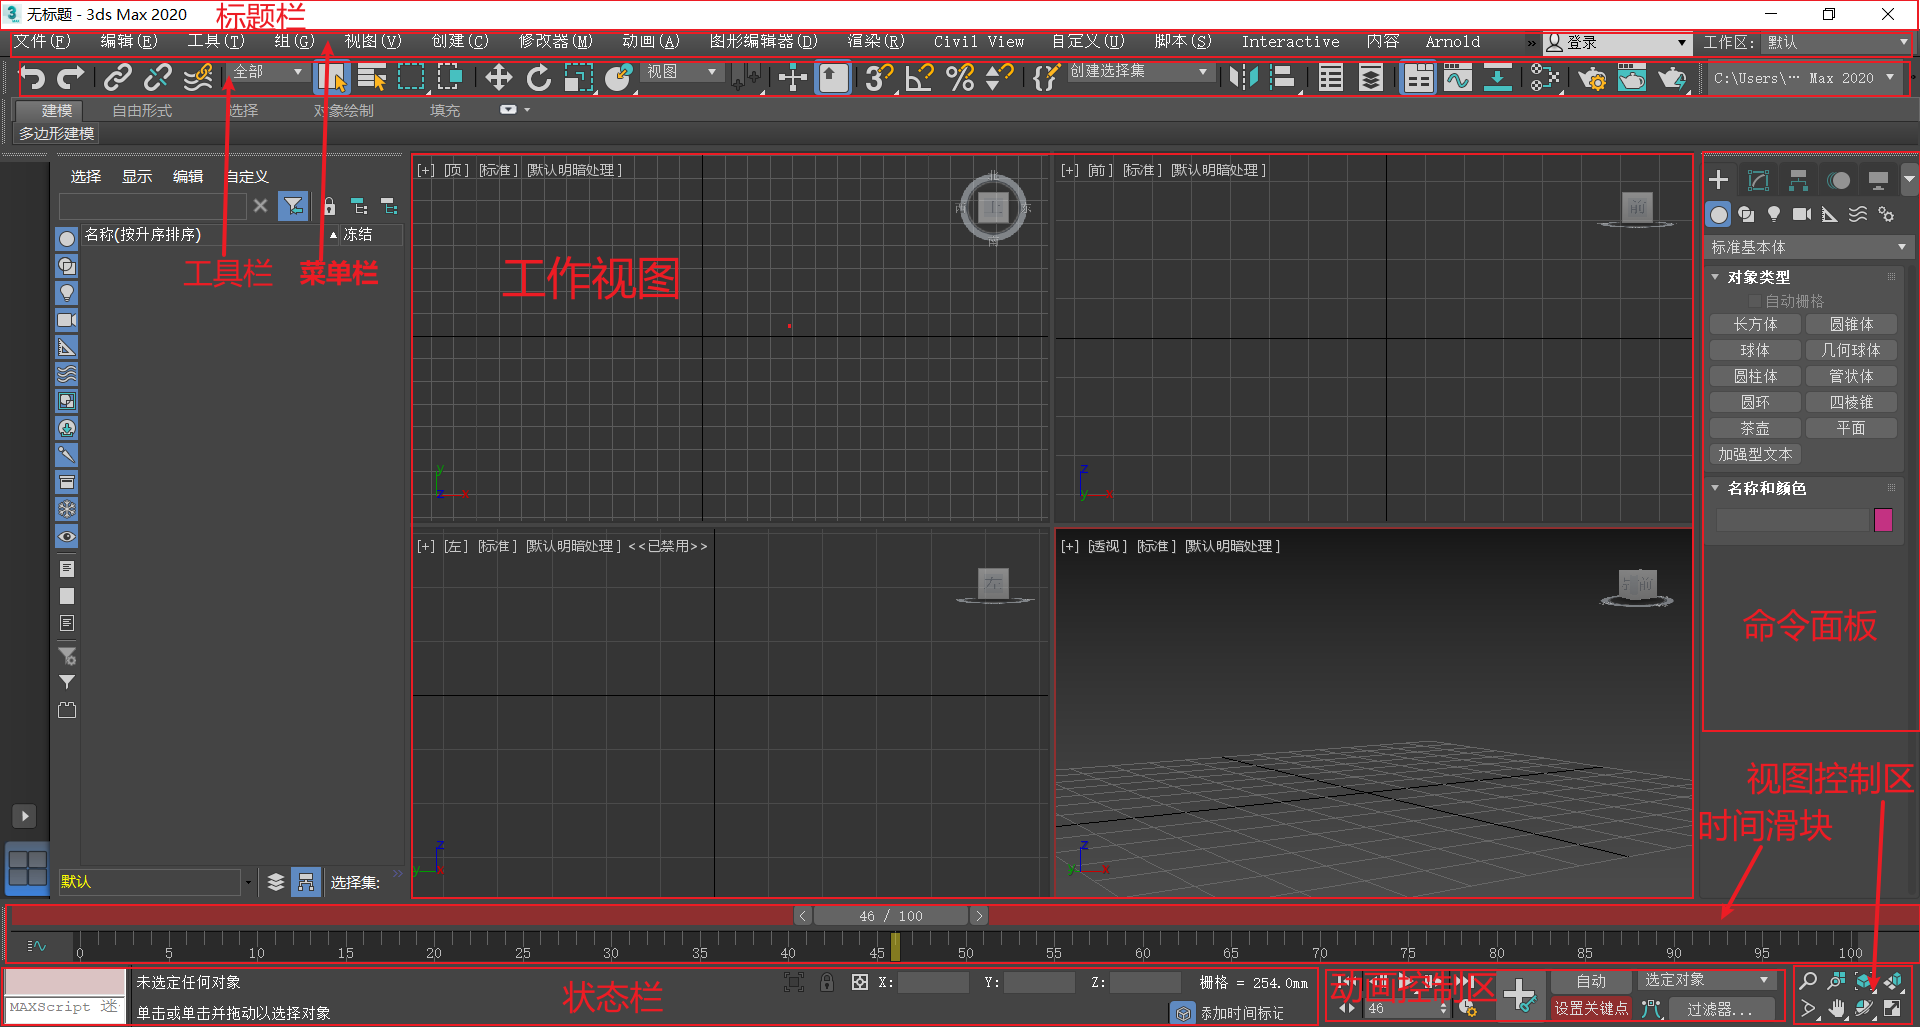 无标题 - 3ds Max 2020
标题栏
文件(F) 编辑(E) 工具(T) 组(G) 视图(V) 创建(C) 修改器(M) 动画(A) 图形编辑器(D) 渲染(R) Civil View 自定义(U) 脚本(S) Interactive 内容 Arnold » 登录 工作区: 默认
全部 视图 创建选择集 C:\Users\··· Max 2020
建模 自由形式 选择 对象绘制 填充
多边形建模
选择 显示 编辑 自定义
名称(按升序排序) 冻结
工具栏 菜单栏
[+] [顶] [标准] [默认明暗处理]
北
西 上 东
南
工作视图
y
z x
[+] [前] [标准] [默认明暗处理]
前
z
y x
[+] [左] [标准] [默认明暗处理] <<已禁用>>
左
z
y x
[+] [透视] [标准] [默认明暗处理]
前
z
y x
标准基本体
对象类型
自动栅格
长方体 圆锥体
球体 几何球体
圆柱体 管状体
圆环 四棱锥
茶壶 平面
加强型文本
名称和颜色
命令面板
视图控制区
时间滑块
默认 选择集: »
< 46 / 100 >
0 5 10 15 20 25 30 35 40 45 50 55 60 65 70 75 80 85 90 95 100
未选定任何对象 X: Y: Z: 栅格 = 254.0mm
状态栏
动画控制区
自动 选定对象
MAXScript 迷
单击或单击并拖动以选择对象 添加时间标记 46 设置关键点 过滤器...